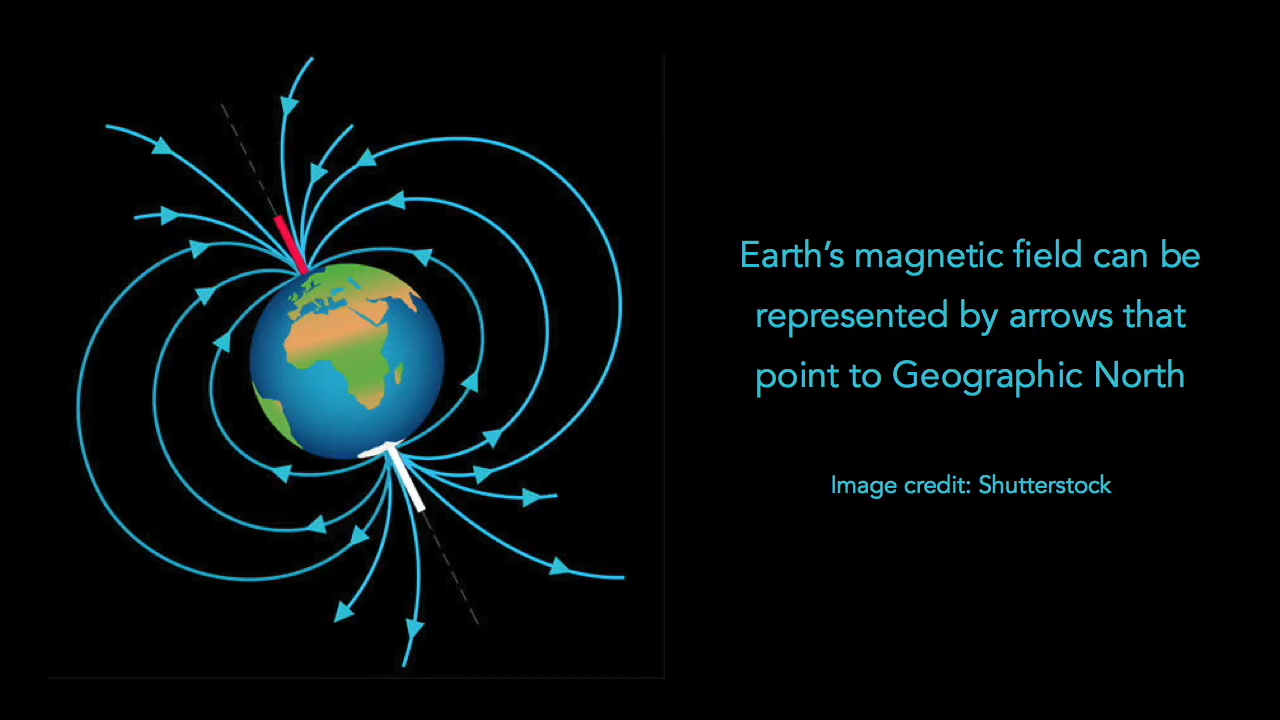 Earth’s magnetic field can be
represented by arrows that
point to Geographic North
Image credit: Shutterstock